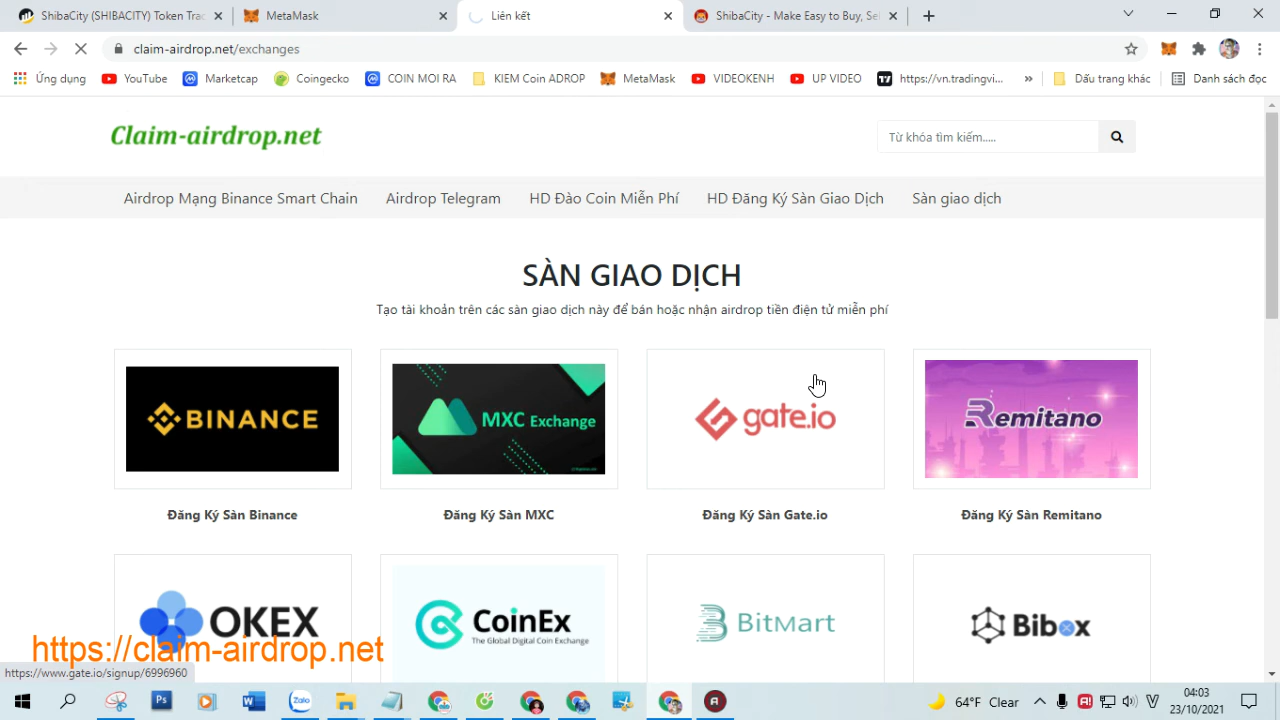 ShibaCity (SHIBACITY) Token Trac
MetaMask
Liên kết
ShibaCity - Make Easy to Buy, Sel
claim-airdrop.net/exchanges
Ứng dụng
YouTube
Marketcap
Coingecko
COIN MOI RA
KIEM Coin ADROP
MetaMask
VIDEOKENH
UP VIDEO
https://vn.tradingvi...
Dấu trang khác
Danh sách đọc
Claim-airdrop.net
Từ khóa tìm kiếm.....
Airdrop Mạng Binance Smart Chain
Airdrop Telegram
HD Đào Coin Miễn Phí
HD Đăng Ký Sàn Giao Dịch
Sàn giao dịch
SÀN GIAO DỊCH
Tạo tài khoản trên các sàn giao dịch này để bán hoặc nhận airdrop tiền điện tử miễn phí
BINANCE
MXC Exchange
gate.io
Remitano
Đăng Ký Sàn Binance
Đăng Ký Sàn MXC
Đăng Ký Sàn Gate.io
Đăng Ký Sàn Remitano
OKEX
CoinEx
The Global Digital Coin Exchange
BitMart
Bibox
https://claim-airdrop.net
https://www.gate.io/signup/6996960
64°F Clear
04:03
23/10/2021